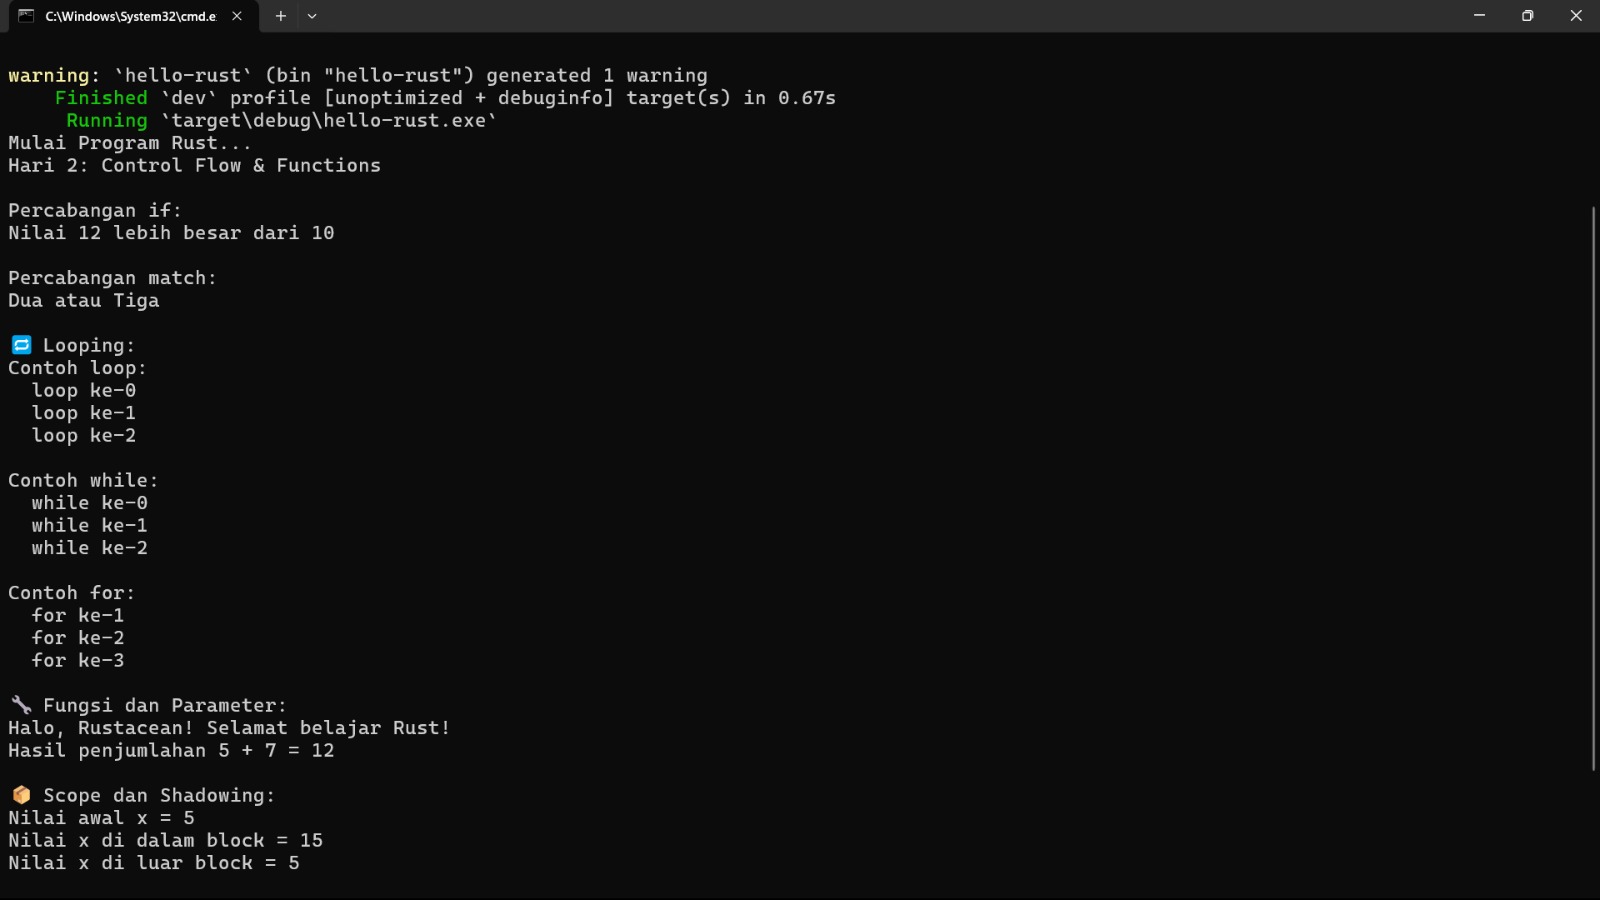 C:\Windows\System32\cmd.e
warning: `hello-rust` (bin "hello-rust") generated 1 warning
    Finished `dev` profile [unoptimized + debuginfo] target(s) in 0.67s
     Running `target\debug\hello-rust.exe`
Mulai Program Rust...
Hari 2: Control Flow & Functions

Percabangan if:
Nilai 12 lebih besar dari 10

Percabangan match:
Dua atau Tiga

🔁 Looping:
Contoh loop:
  loop ke-0
  loop ke-1
  loop ke-2

Contoh while:
  while ke-0
  while ke-1
  while ke-2

Contoh for:
  for ke-1
  for ke-2
  for ke-3

🔧 Fungsi dan Parameter:
Halo, Rustacean! Selamat belajar Rust!
Hasil penjumlahan 5 + 7 = 12

📦 Scope dan Shadowing:
Nilai awal x = 5
Nilai x di dalam block = 15
Nilai x di luar block = 5